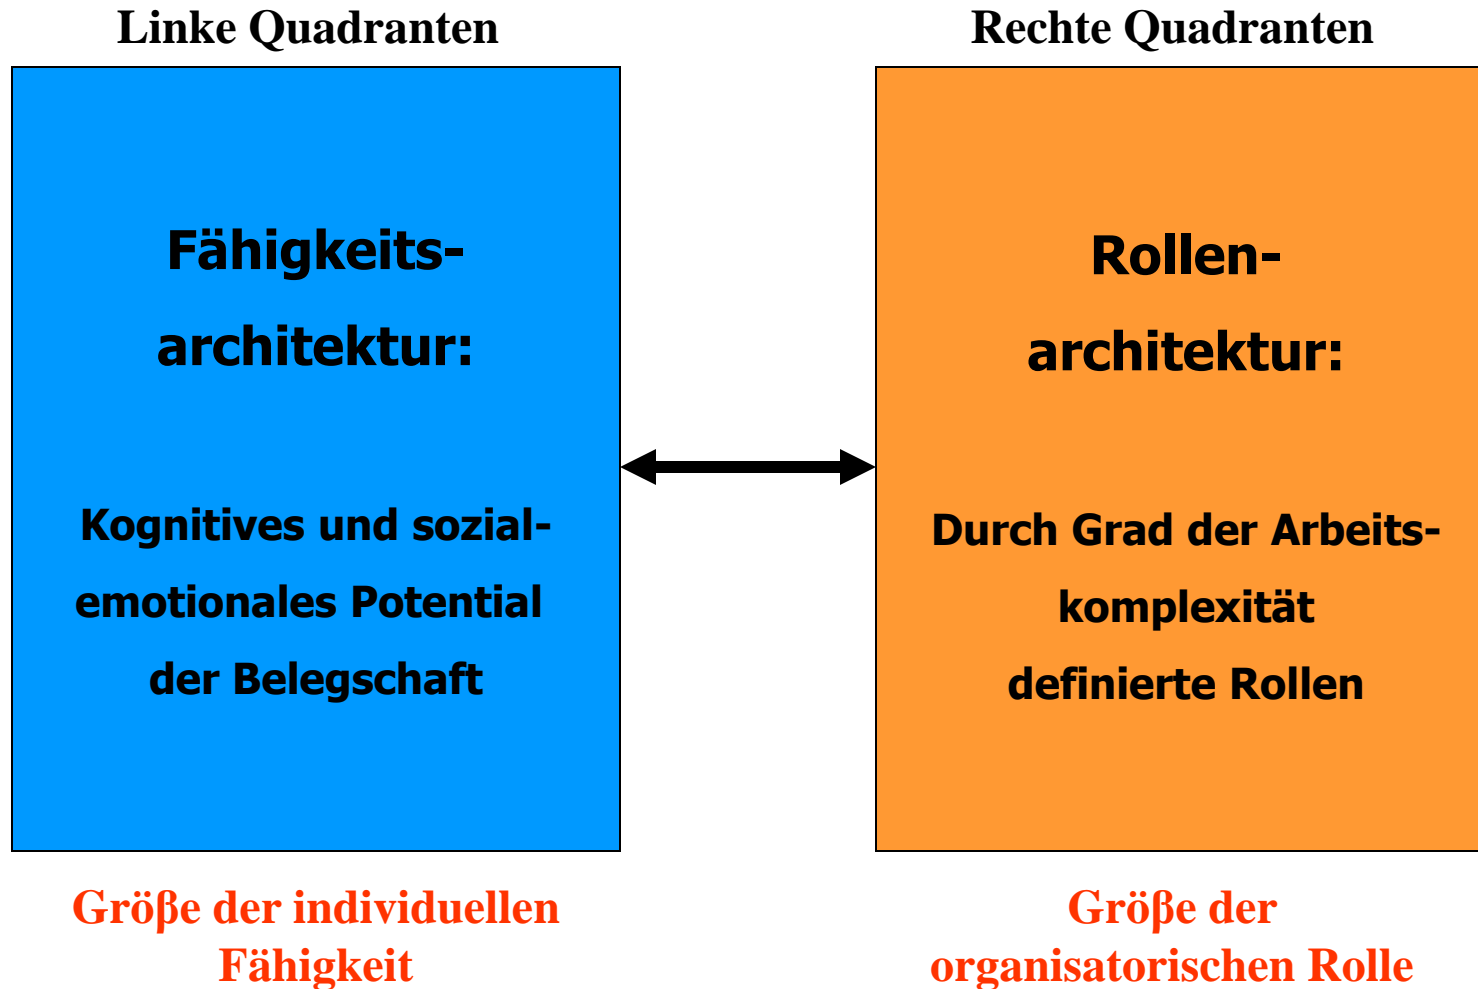 Linke Quadranten
Fähigkeits-
architektur:
Kognitives und sozial-
emotionales Potential
der Belegschaft
Größe der individuellen
Fähigkeit
Rechte Quadranten
Rollen-
architektur:
Durch Grad der Arbeits-
komplexität
definierte Rollen
Größe der
organisatorischen Rolle